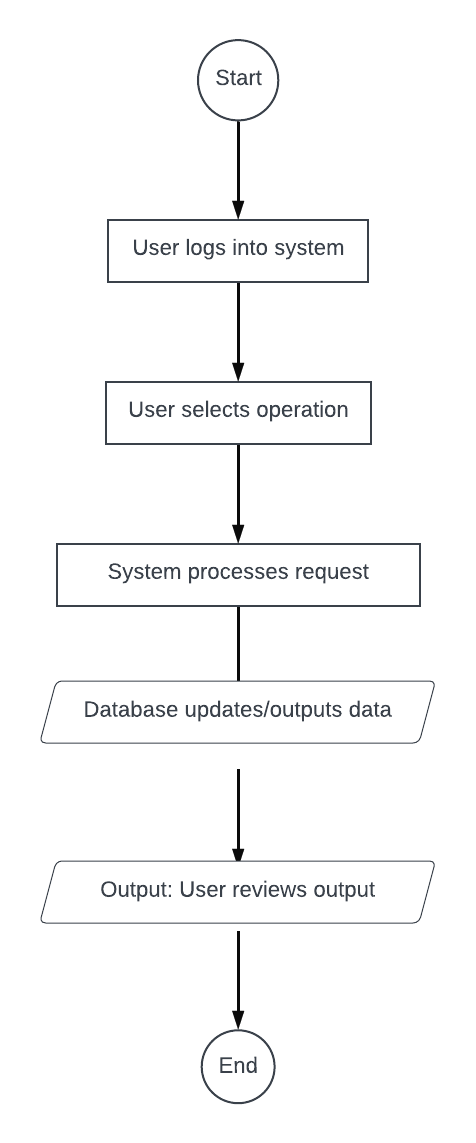 Start
User logs into system
User selects operation
System processes request
Database updates/outputs data
Output: User reviews output
End